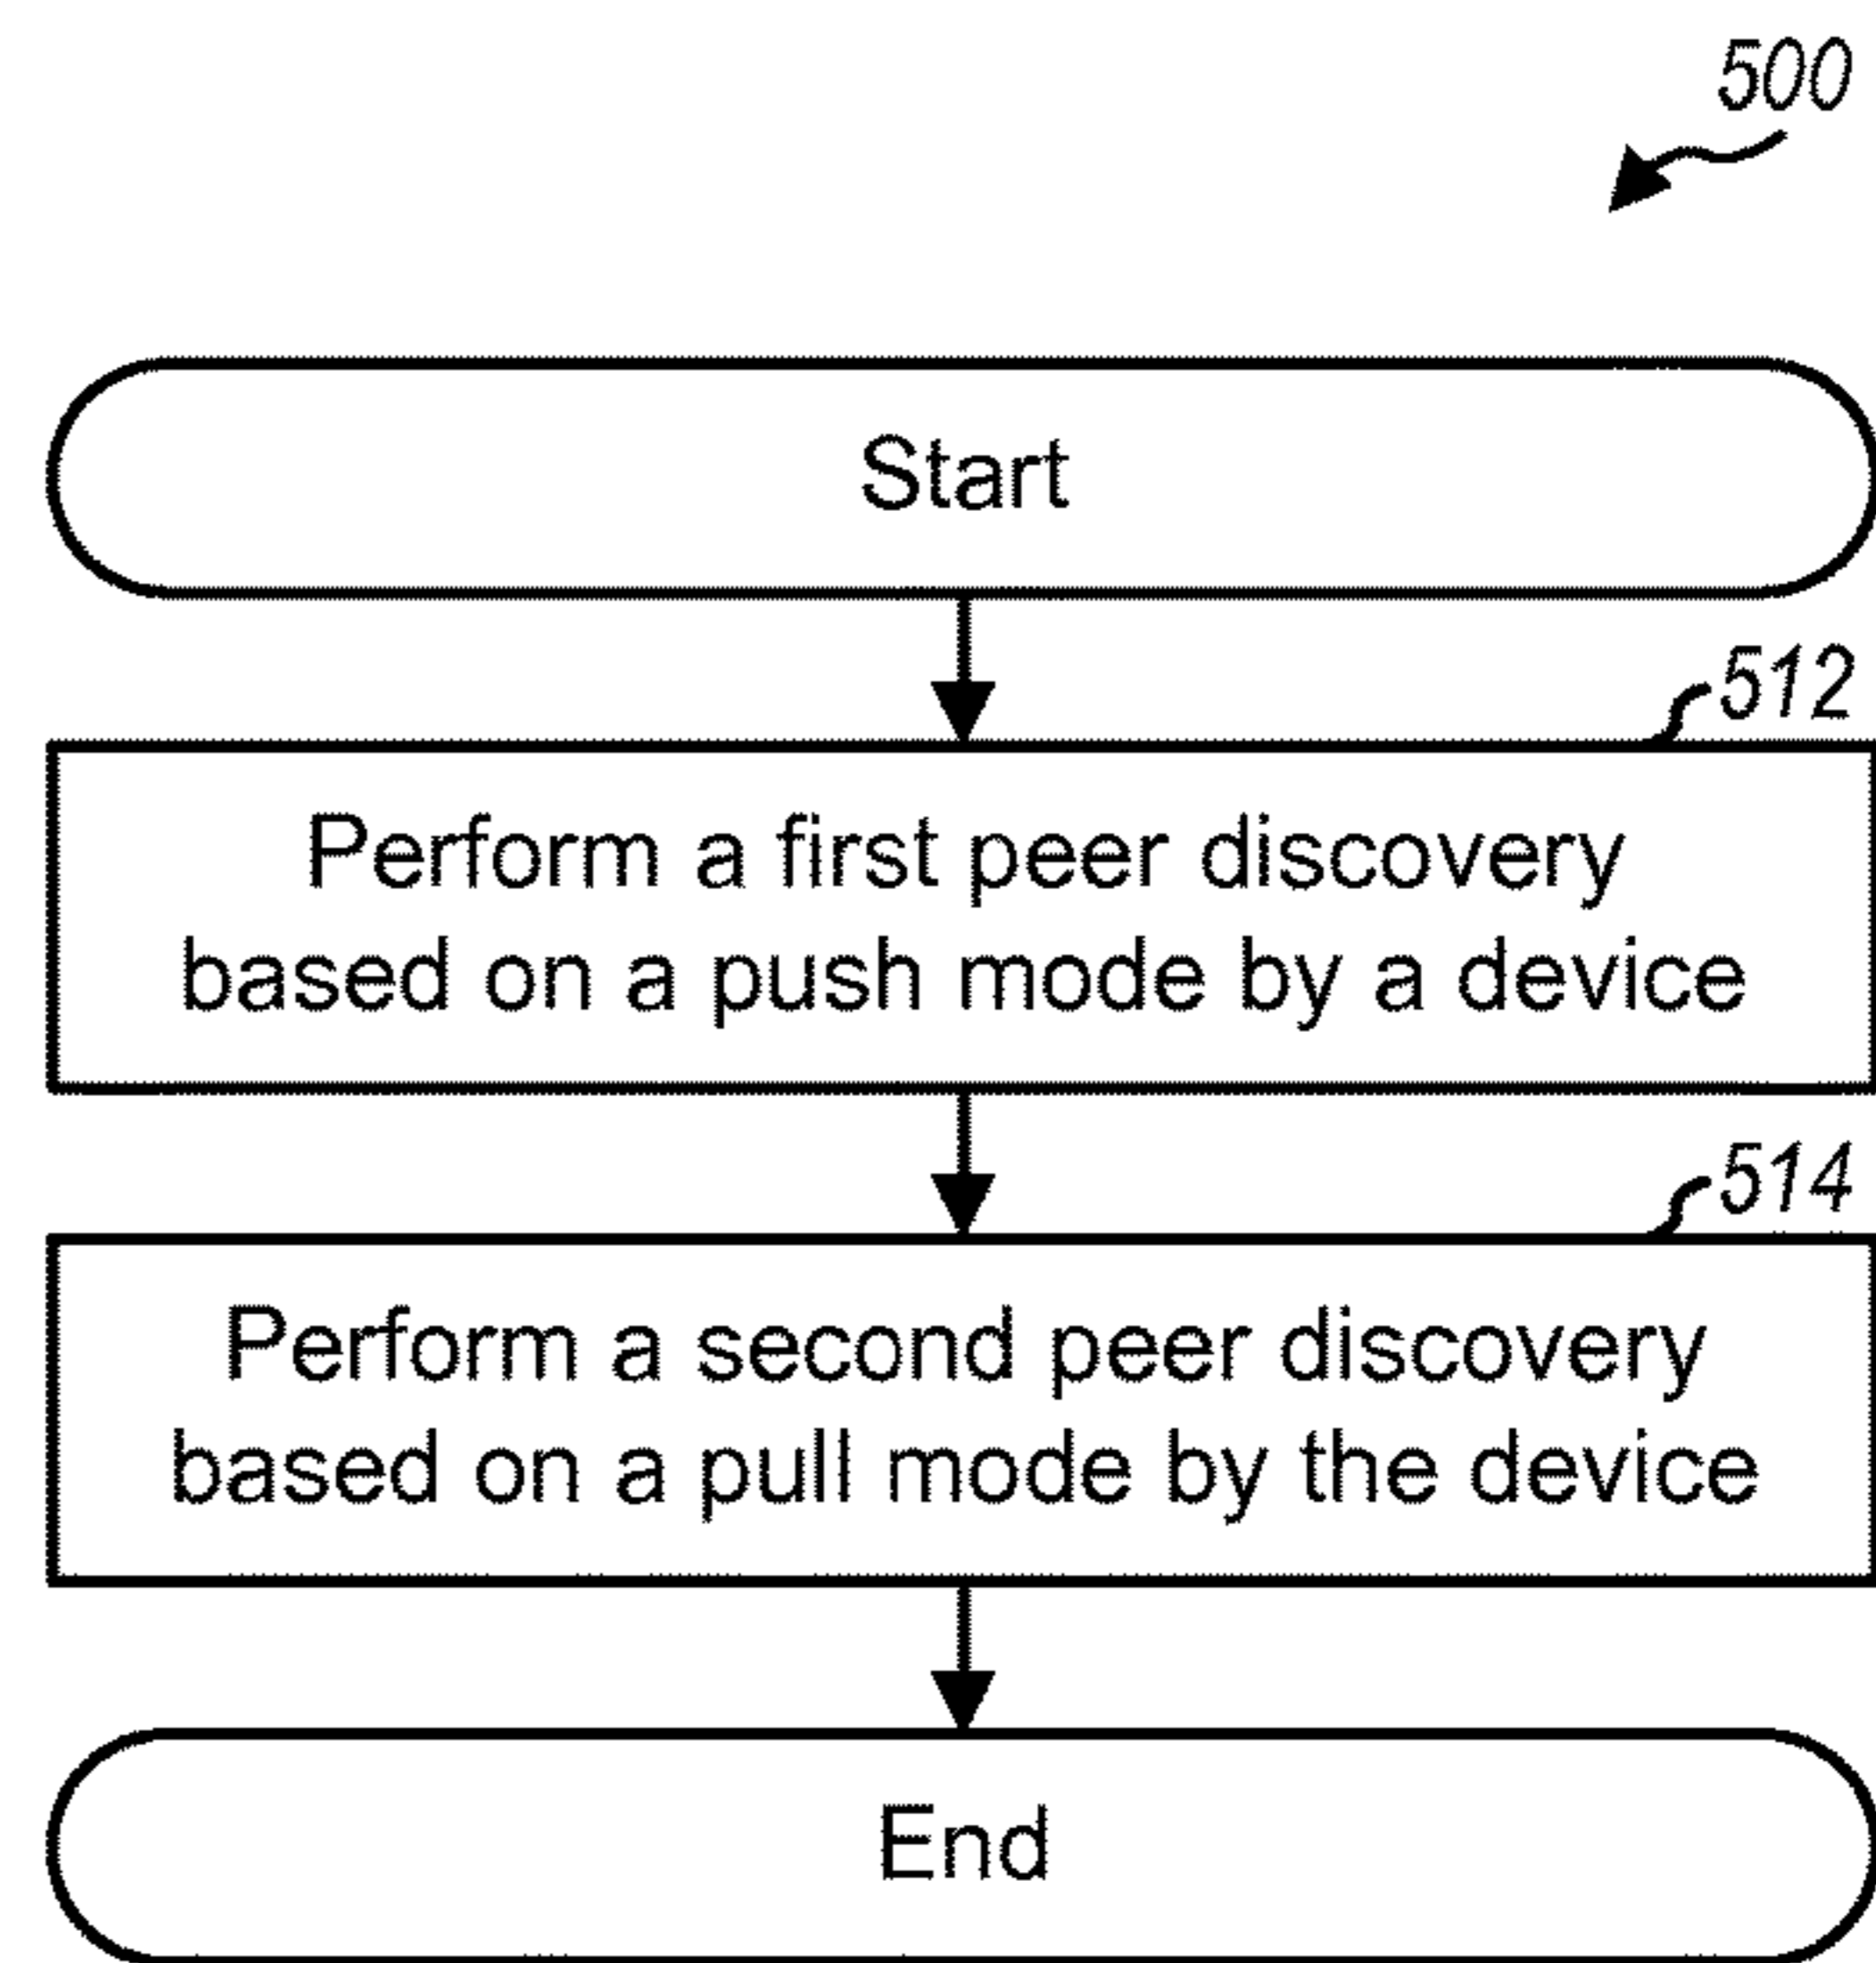 500
Start
512
Perform a first peer discovery
based on a push mode by a device
514
Perform a second peer discovery
based on a pull mode by the device
End